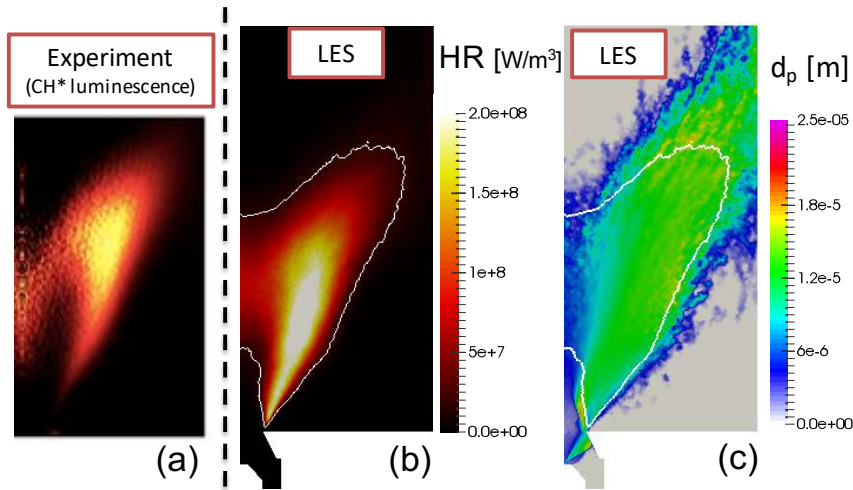 Experiment
(CH* luminescence)
(a)
LES
HR [W/m³]
2.0e+08
1.5e+8
1e+8
5e+7
0.0e+00
(b)
LES
dp [m]
2.5e-05
1.8e-5
1.2e-5
6e-6
0.0e+00
(c)